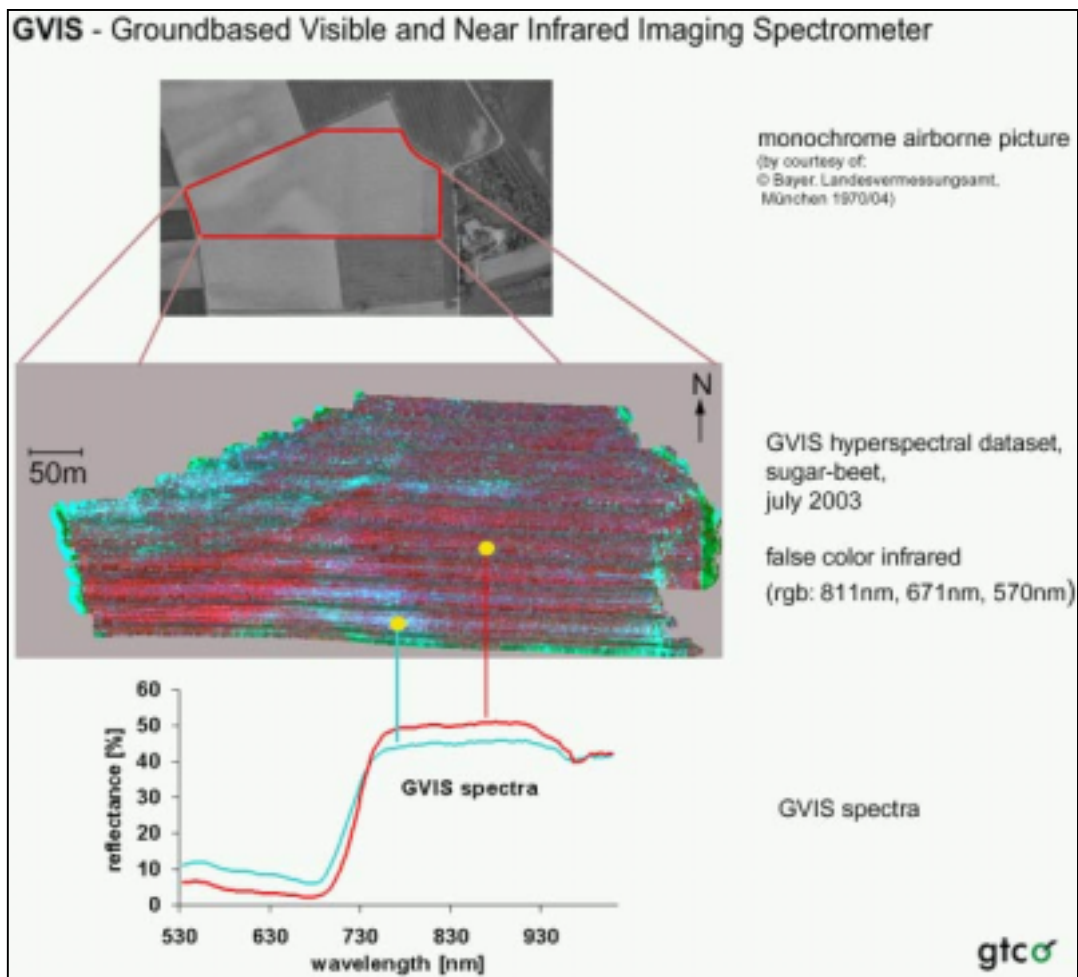 GVIS - Groundbased Visible and Near Infrared Imaging Spectrometer
monochrome airborne picture
(by courtesy of:
© Bayer. Landesvermessungsamt,
München 1970/04)
N
50m
GVIS hyperspectral dataset,
sugar-beet,
july 2003
false color infrared
(rgb: 811nm, 671nm, 570nm)
60
50
40
30
20
10
0
reflectance [%]
GVIS spectra
GVIS spectra
530 630 730 830 930
wavelength [nm]
gtco